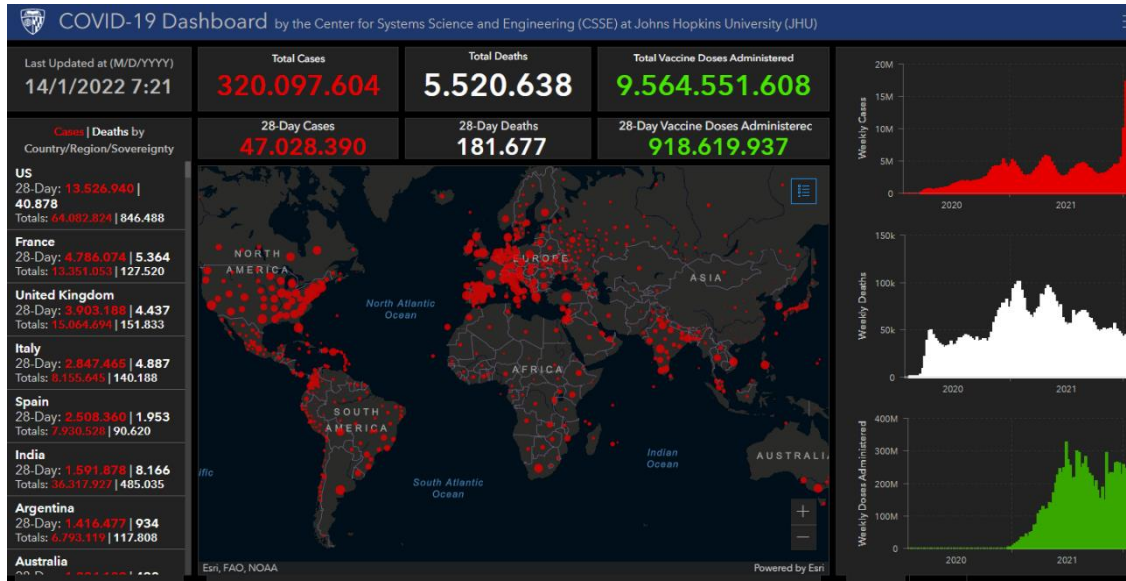 COVID-19 Dashboard by the Center for Systems Science and Engineering (CSSE) at Johns Hopkins University (JHU)
Last Updated at (M/D/YYYY)
14/1/2022 7:21
Total Cases
320.097.604
Total Deaths
5.520.638
Total Vaccine Doses Administered
9.564.551.608
28-Day Cases
47.028.390
28-Day Deaths
181.677
28-Day Vaccine Doses Administerec
918.619.937
Cases | Deaths by
Country/Region/Sovereignty
US
28-Day: 13.526.940 |
40.878
Totals: 64.082.824 | 846.488
France
28-Day: 4.786.074 | 5.364
Totals: 13.351.053 | 127.520
United Kingdom
28-Day: 3.903.188 | 4.437
Totals: 15.064.694 | 151.833
Italy
28-Day: 2.847.465 | 4.887
Totals: 8.155.645 | 140.188
Spain
28-Day: 2.508.360 | 1.953
Totals: 7.930.528 | 90.620
India
28-Day: 1.591.878 | 8.166
Totals: 36.317.927 | 485.035
Argentina
28-Day: 1.416.477 | 934
Totals: 6.793.119 | 117.808
Australia
NORTH
AMERICA
North Atlantic
Ocean
EUROPE
ASIA
AFRICA
SOUTH
AMERICA
ific
South Atlantic
Ocean
Indian
Ocean
AUSTRALI
+
−
Esri, FAO, NOAA
Powered by Esri
Weekly Cases
20M
15M
10M
5M
0
2020
2021
Weekly Deaths
150k
100k
50k
0
2020
2021
Weekly Doses Administered
400M
300M
200M
100M
0
2020
2021